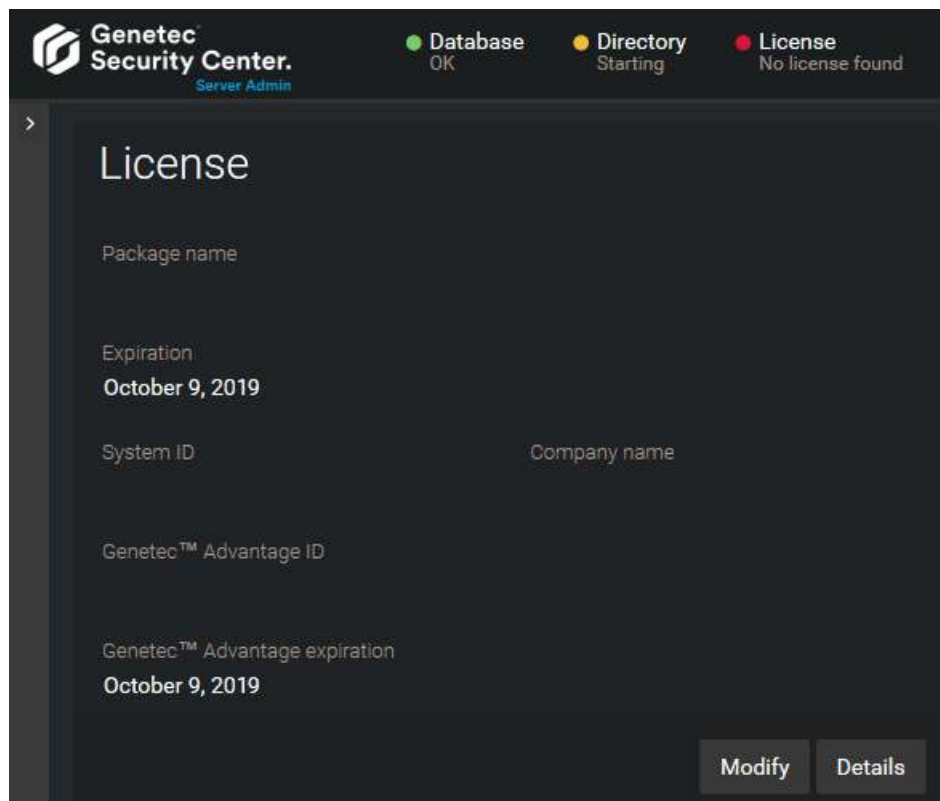 Genetec™
Security Center.
Server Admin
Database
OK
Directory
Starting
License
No license found
License
Package name
Expiration
October 9, 2019
System ID
Company name
Genetec™ Advantage ID
Genetec™ Advantage expiration
October 9, 2019
Modify
Details